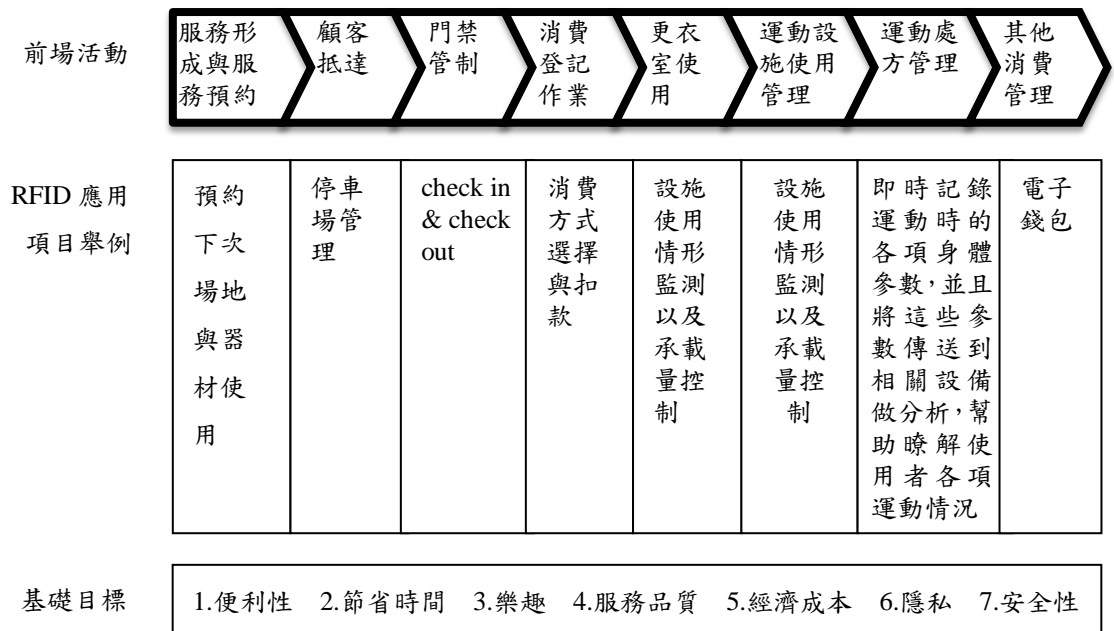 前場活動
服務形
成與服
務預約
顧客
抵達
門禁
管制
消費
登記
作業
更衣
室使
用
運動設
施使用
管理
運動處
方管理
其他
消費
管理
RFID 應用
項目舉例
預約
下次
場地
與器
材使
用
停車
場管
理
check in
& check
out
消費
方式
選擇
與扣
款
設施
使用
情形
監測
以及
承載
量控
制
設施
使用
情形
監測
以及
承載
量控
制
即時記錄
運動時的
各項身體
參數,並且
將這些參
數傳送到
相關設備
做分析,幫
助瞭解使
用者各項
運動情況
電子
錢包
基礎目標
1.便利性 2.節省時間 3.樂趣 4.服務品質 5.經濟成本 6.隱私 7.安全性